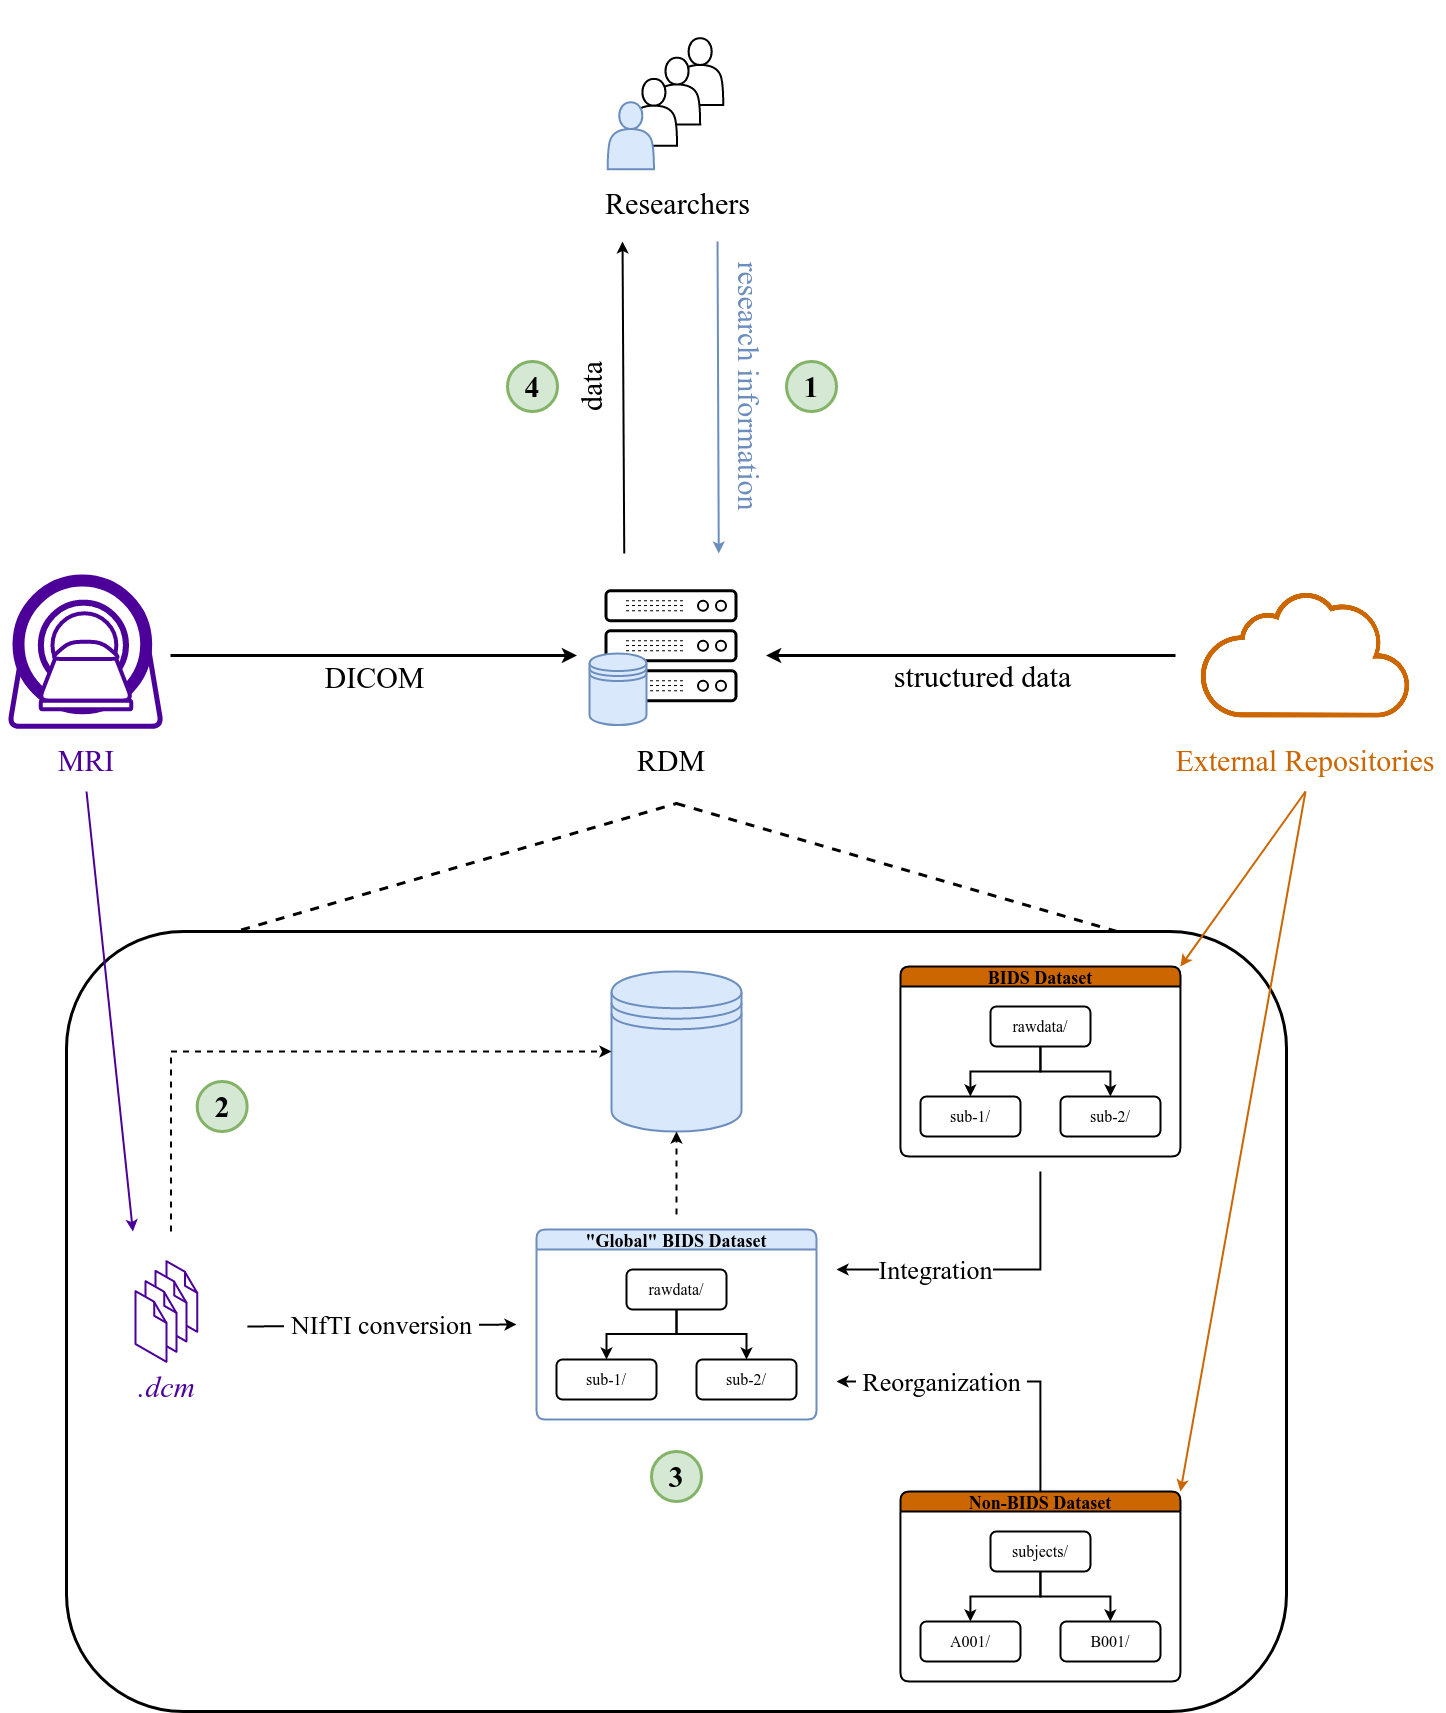 Researchers
4
data
research information
1
DICOM
structured data
MRI
RDM
External Repositories
BIDS Dataset
rawdata/
sub-1/
sub-2/
2
"Global" BIDS Dataset
rawdata/
sub-1/
sub-2/
Integration
NIfTI conversion
.dcm
Reorganization
3
Non-BIDS Dataset
subjects/
A001/
B001/